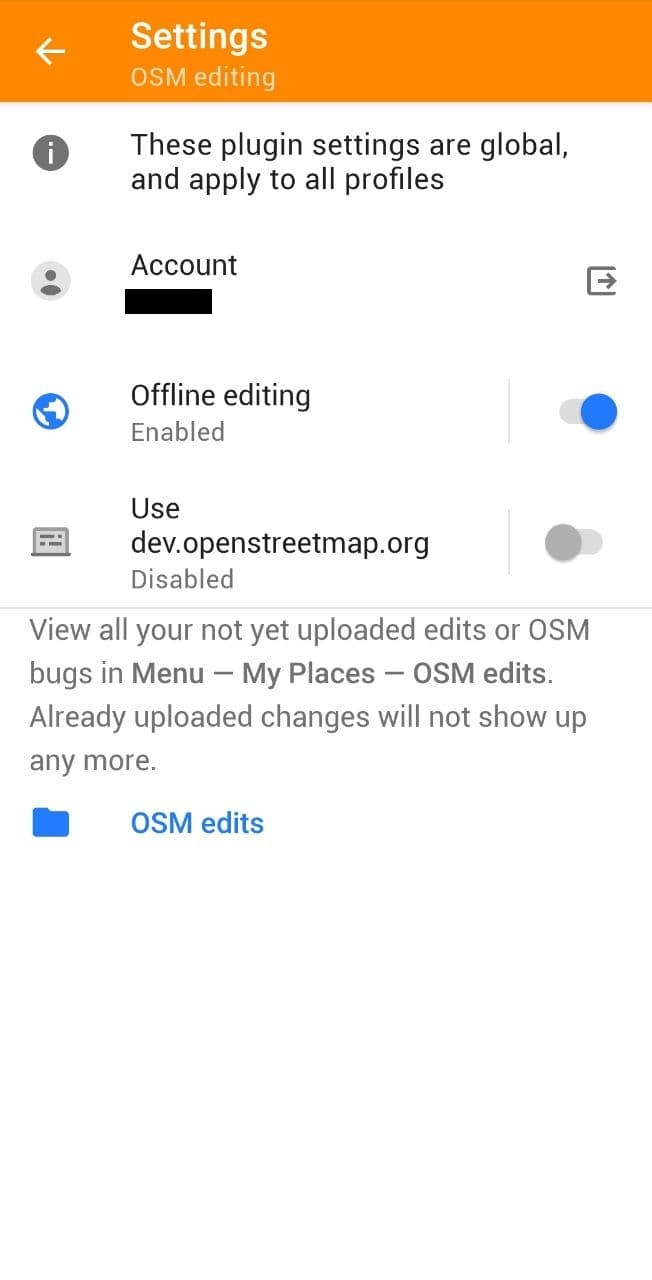 Settings
OSM editing
These plugin settings are global,
and apply to all profiles
Account
Offline editing
Enabled
Use
dev.openstreetmap.org
Disabled
View all your not yet uploaded edits or OSM
bugs in Menu — My Places — OSM edits.
Already uploaded changes will not show up
any more.
OSM edits